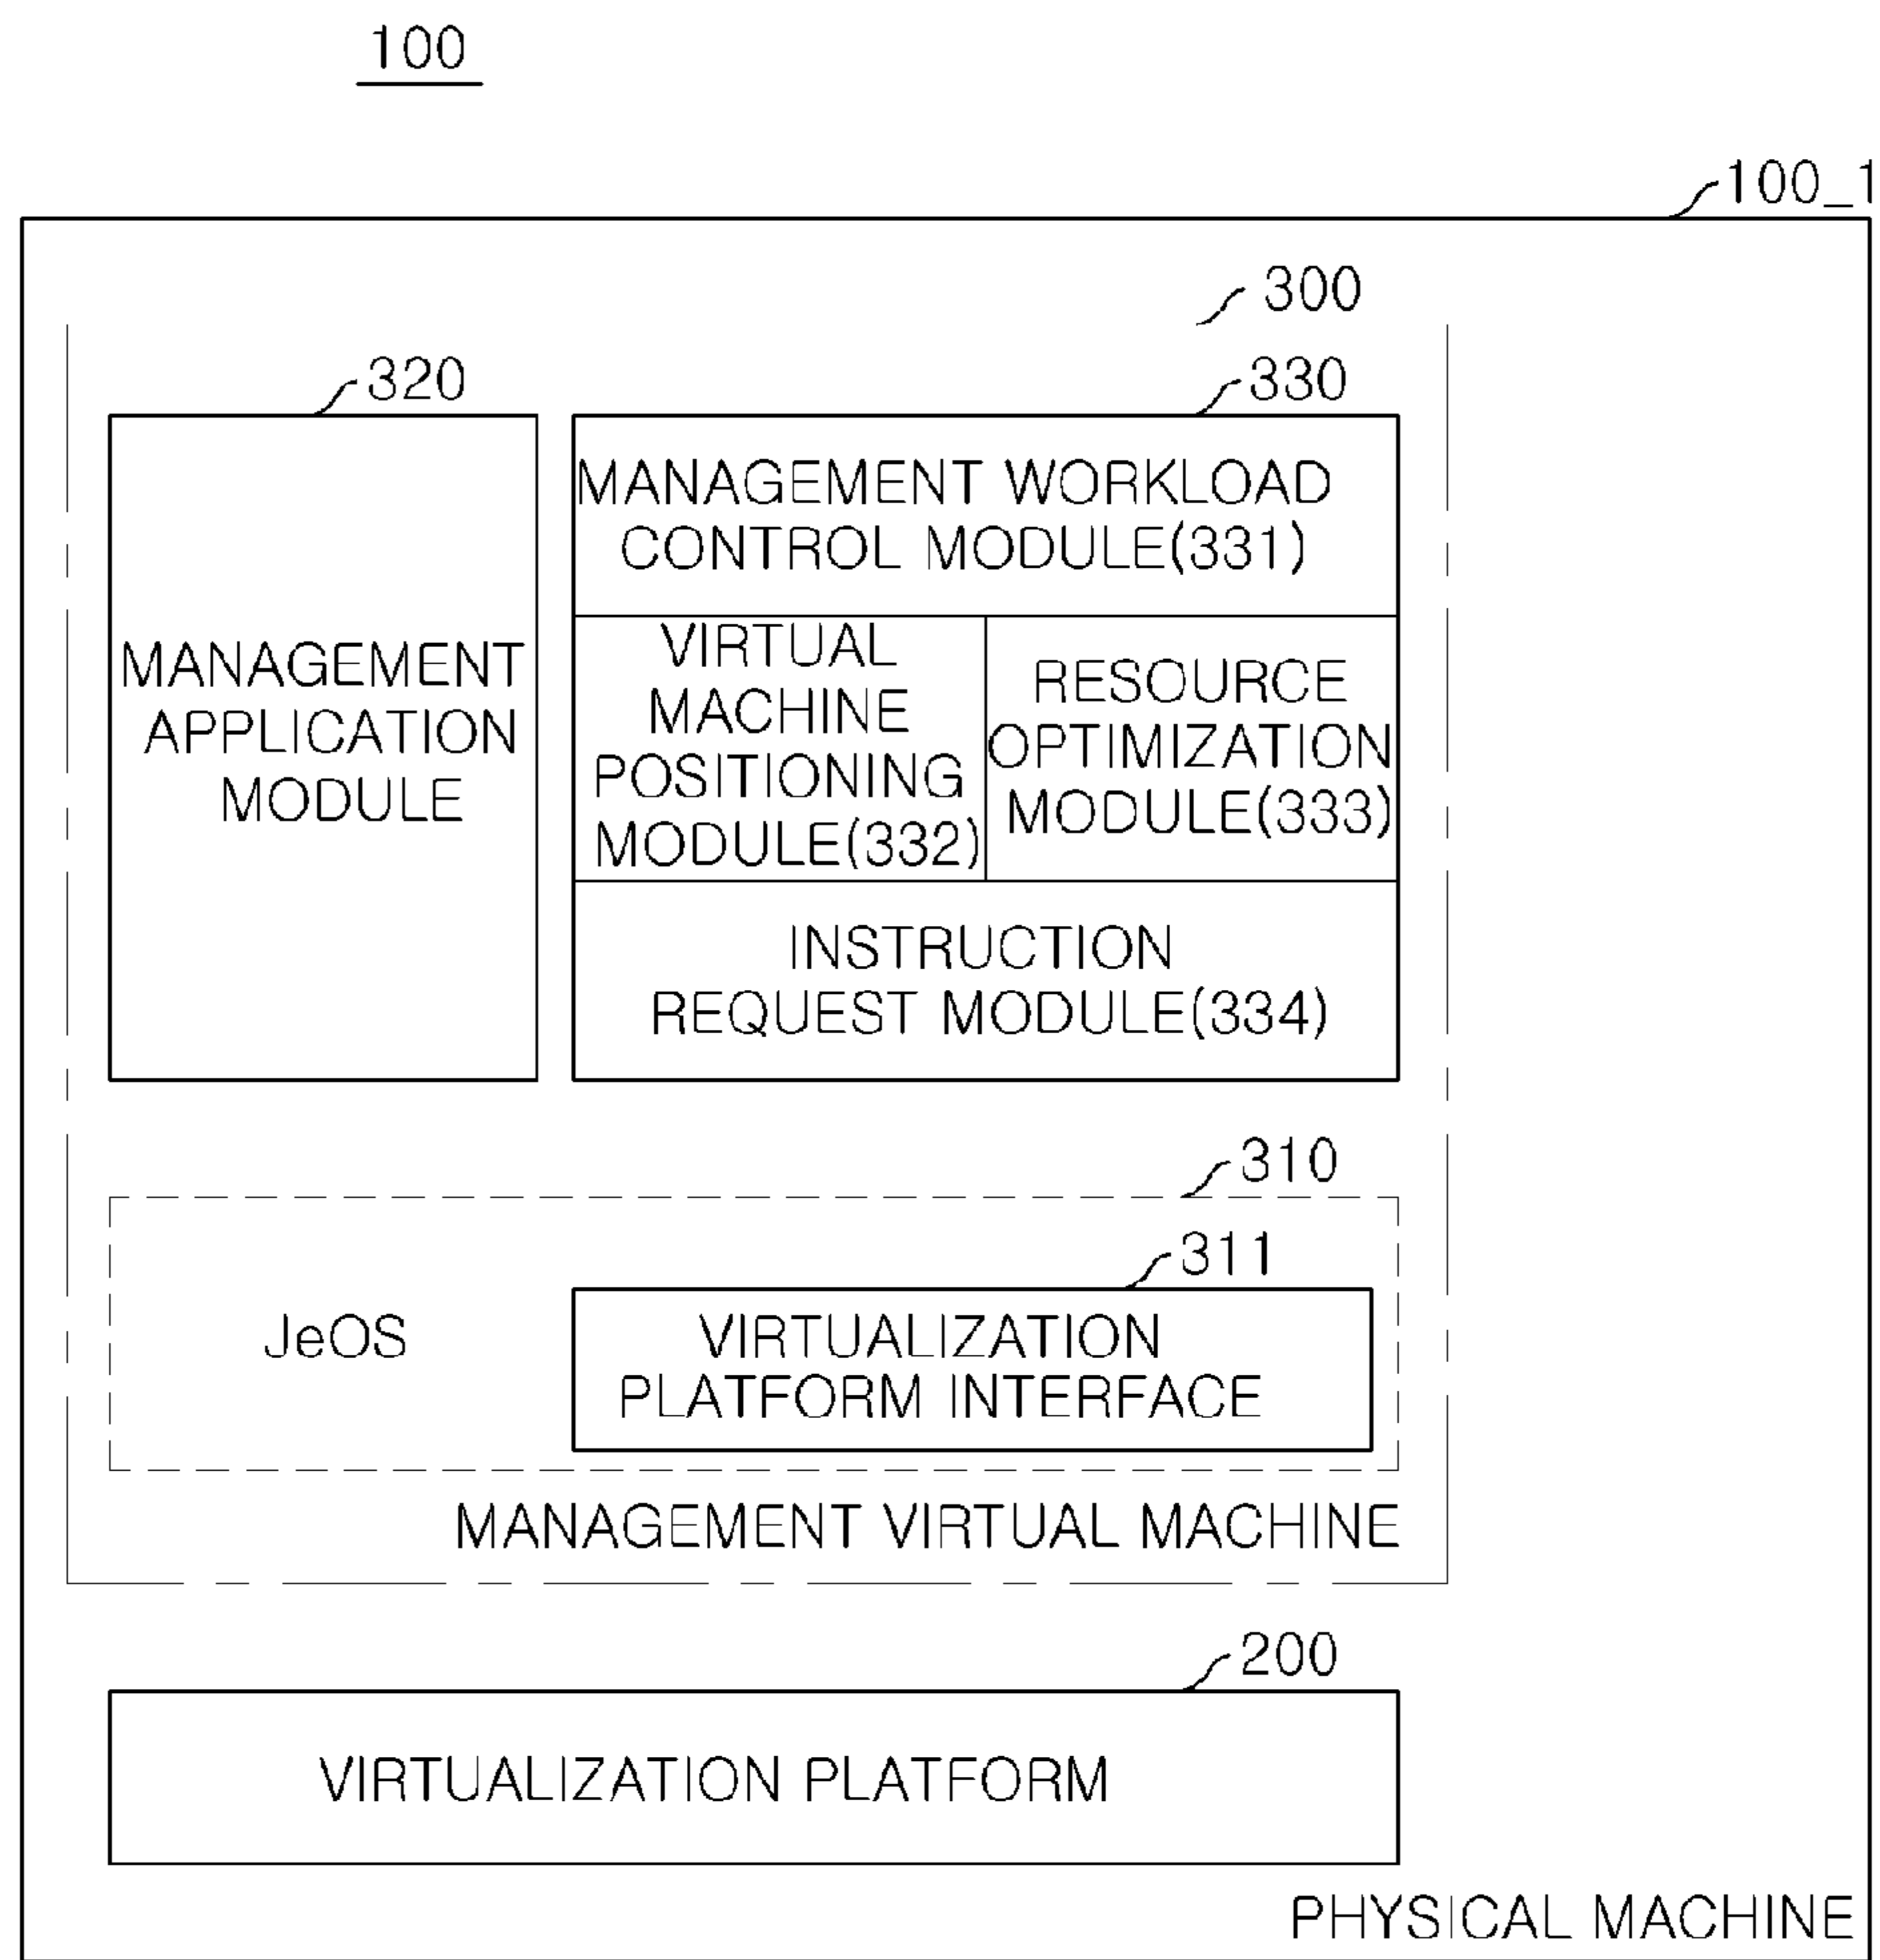 100
100_1
300
320
330
MANAGEMENT
APPLICATION
MODULE
MANAGEMENT WORKLOAD
CONTROL MODULE(331)
VIRTUAL
MACHINE
POSITIONING
MODULE(332)
RESOURCE
OPTIMIZATION
MODULE(333)
INSTRUCTION
REQUEST MODULE(334)
310
311
JeOS
VIRTUALIZATION
PLATFORM INTERFACE
MANAGEMENT VIRTUAL MACHINE
200
VIRTUALIZATION PLATFORM
PHYSICAL MACHINE